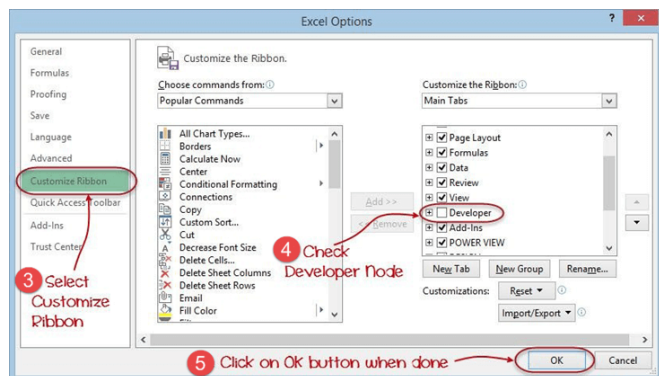 Excel Options
? ×
General
Formulas
Proofing
Save
Language
Advanced
Customize Ribbon
Quick Access Toolbar
Add-Ins
Trust Center
3 Select
Customize
Ribbon
Customize the Ribbon.
Choose commands from:
Popular Commands
All Chart Types...
Borders
Calculate Now
Center
Conditional Formatting
Connections
Copy
Custom Sort...
Cut
Decrease Font Size
Delete Cells...
Delete Sheet Columns
Delete Sheet Rows
Email
Fill Color
Add >>
<< Remove
4 Check
Developer Node
Customize the Ribbon:
Main Tabs
Page Layout
Formulas
Data
Review
View
Developer
Add-Ins
POWER VIEW
New Tab
New Group
Rename...
Customizations:
Reset
Import/Export
5 Click on Ok button when done
OK
Cancel